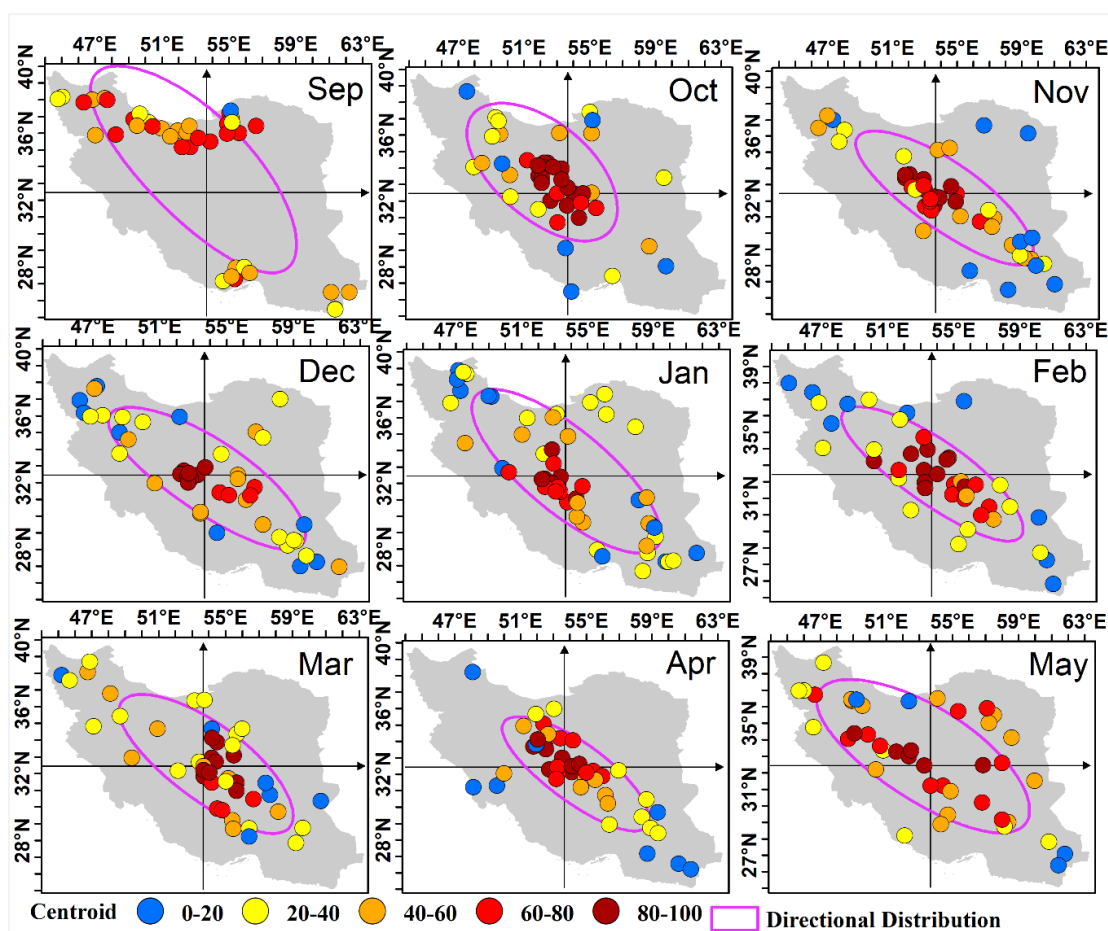 47°E 51°E 55°E 59°E 63°E 47°E 51°E 55°E 59°E 63°E 47°E 51°E 55°E 59°E 63°E
40°N 36°N 32°N 28°N
Sep
40°N 36°N 32°N 28°N
Oct
40°N 36°N 32°N 28°N
Nov
47°E 51°E 55°E 59°E 63°E 47°E 51°E 55°E 59°E 63°E 47°E 51°E 55°E 59°E 63°E
40°N 36°N 32°N 28°N
Dec
40°N 36°N 32°N 28°N
Jan
39°N 35°N 31°N 27°N
Feb
47°E 51°E 55°E 59°E 63°E 47°E 51°E 55°E 59°E 63°E 47°E 51°E 55°E 59°E 63°E
40°N 36°N 32°N 28°N
Mar
40°N 36°N 32°N 28°N
Apr
39°N 35°N 31°N 27°N
May
Centroid 0-20 20-40 40-60 60-80 80-100 Directional Distribution